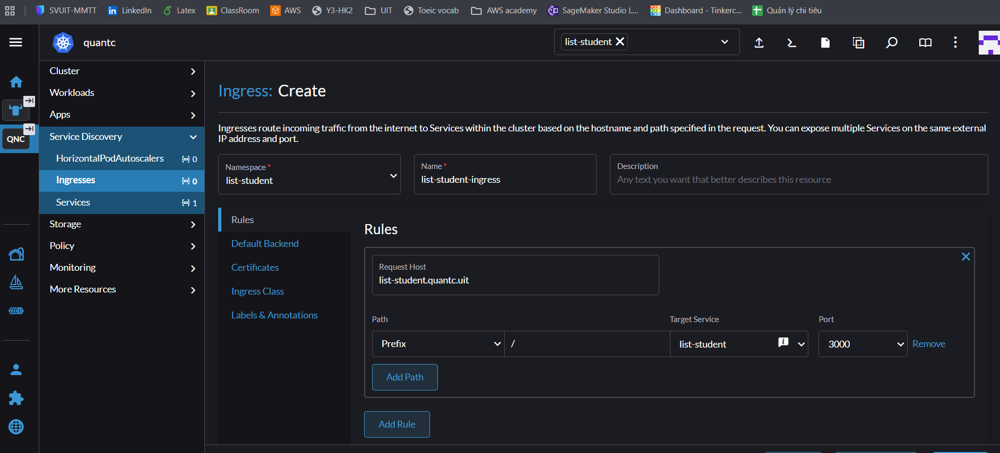 SVUIT-MMTT LinkedIn Latex ClassRoom AWS Y3-HK2 UIT Toeic vocab AWS academy SageMaker Studio L... Dashboard - Tinkerc... Quản lý chi tiêu
quantc
list-student
Cluster
Workloads
Apps
QNC
Service Discovery
HorizontalPodAutoscalers 0
Ingresses 0
Services 1
Storage
Policy
Monitoring
More Resources
Ingress: Create
Ingresses route incoming traffic from the internet to Services within the cluster based on the hostname and path specified in the request. You can expose multiple Services on the same external
IP address and port.
Namespace *
list-student
Name *
list-student-ingress
Description
Any text you want that better describes this resource
Rules
Default Backend
Certificates
Ingress Class
Labels & Annotations
Rules
Request Host
list-student.quantc.uit
Path Target Service Port
Prefix / list-student 3000 Remove
Add Path
Add Rule